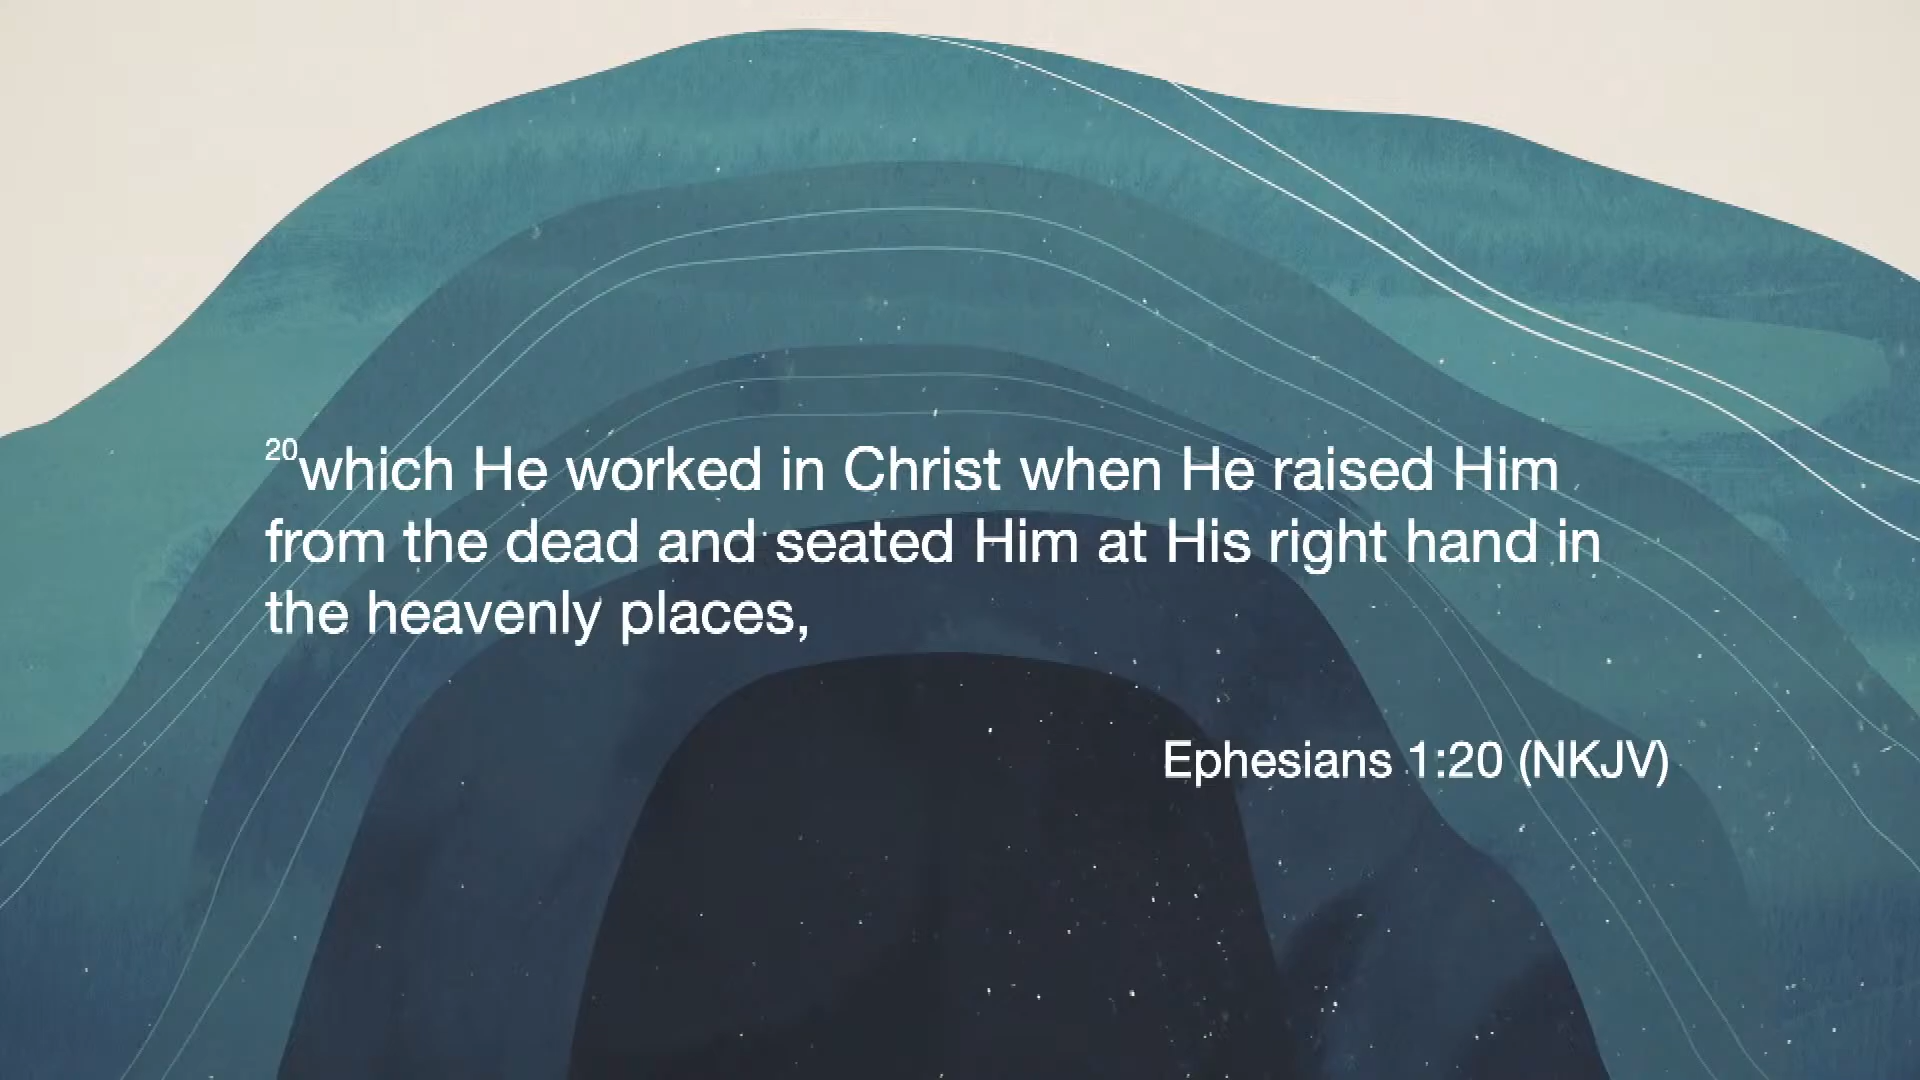 20which He worked in Christ when He raised Him
from the dead and seated Him at His right hand in
the heavenly places,
Ephesians 1:20 (NKJV)